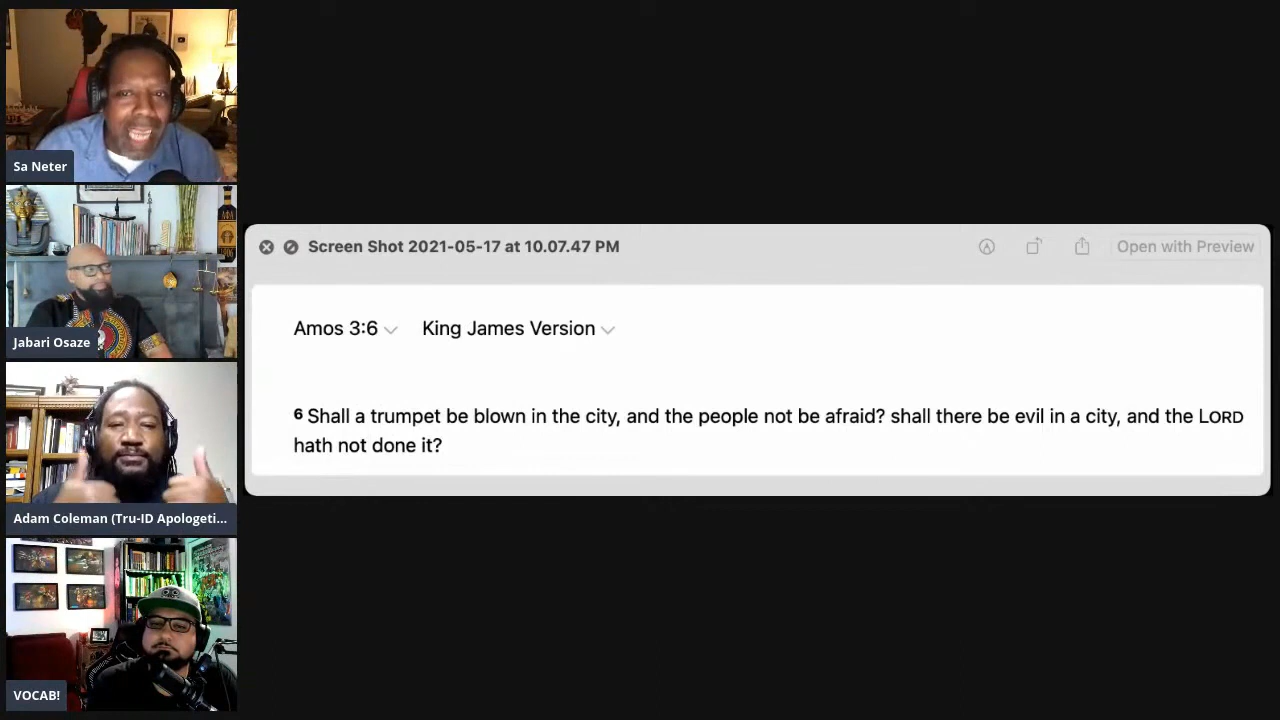 Sa Neter
Jabari Osaze
Adam Coleman (Tru-ID Apologeti...
VOCAB!
Screen Shot 2021-05-17 at 10.07.47 PM
Open with Preview
Amos 3:6
King James Version
6 Shall a trumpet be blown in the city, and the people not be afraid? shall there be evil in a city, and the LORD
hath not done it?